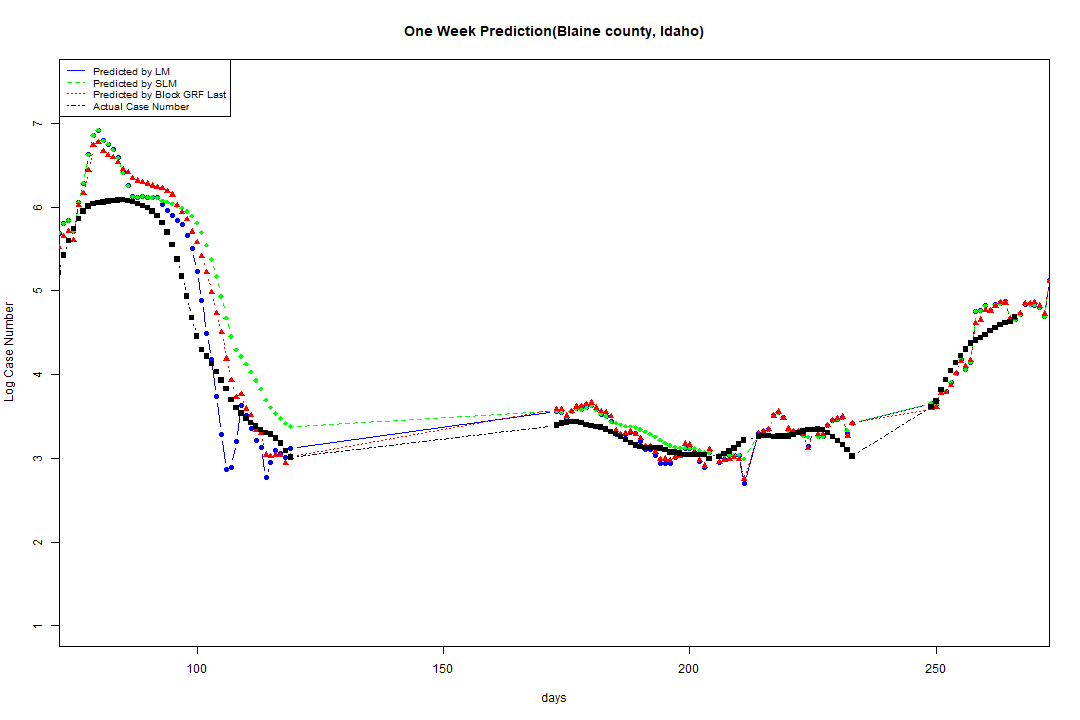 One Week Prediction(Blaine county, Idaho)
Predicted by LM
Predicted by SLM
Predicted by Block GRF Last
Actual Case Number
7
6
5
4
3
2
1
Log Case Number
100 150 200 250
days